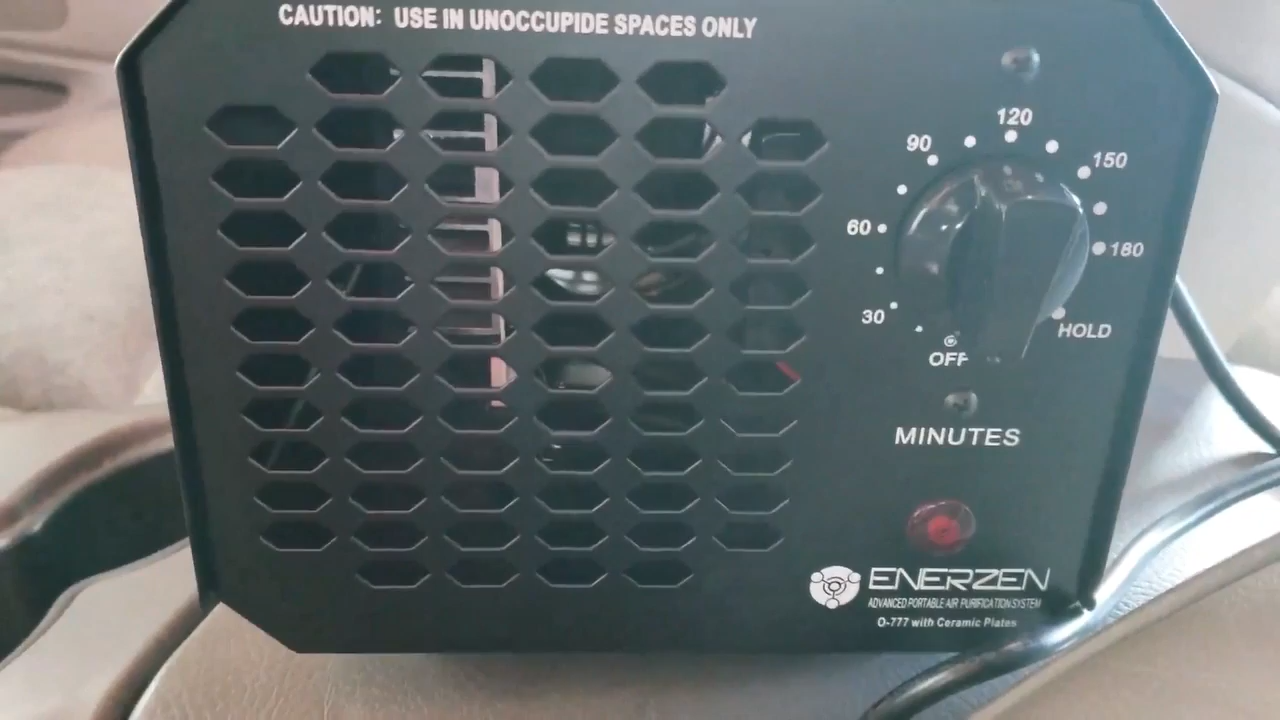 CAUTION: USE IN UNOCCUPIDE SPACES ONLY
120
90
150
60
180
30
HOLD
OFF
MINUTES
ENERZEN
ADVANCED PORTABLE AIR PURIFICATION SYSTEM
O-777 with Ceramic Plates